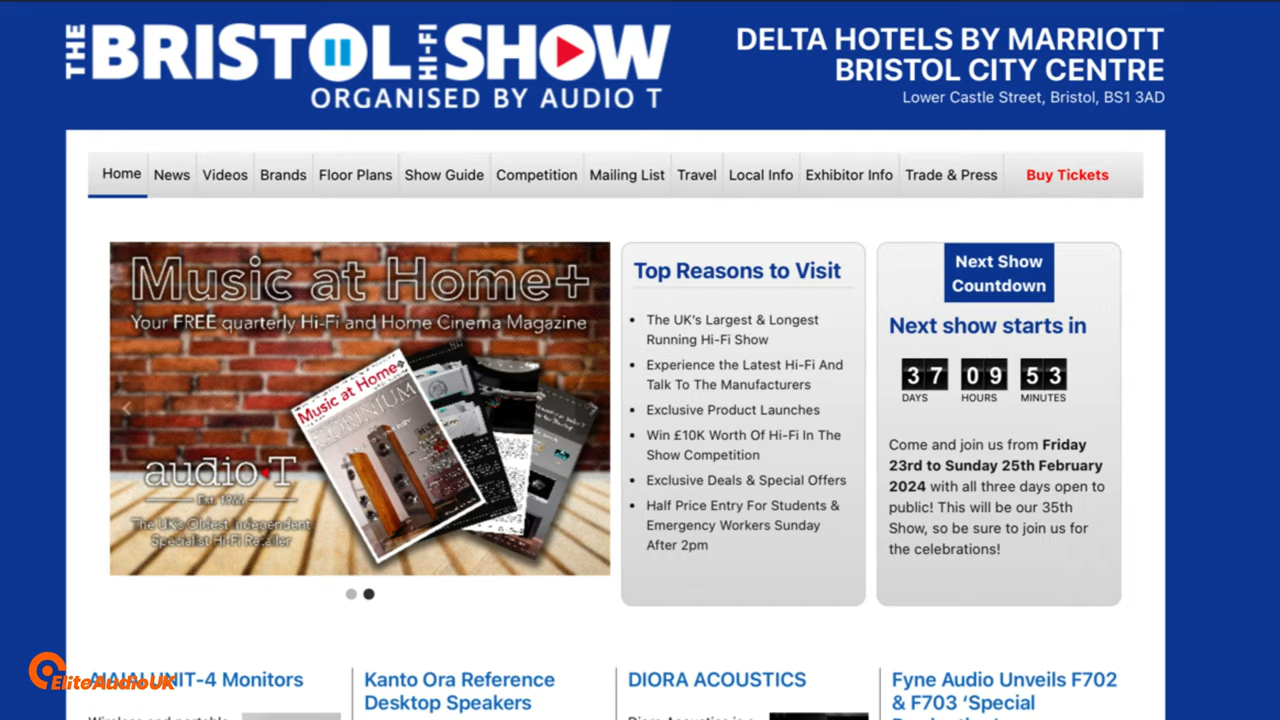 THE BRISTOL HI-FI SHOW
ORGANISED BY AUDIO T
DELTA HOTELS BY MARRIOTT
BRISTOL CITY CENTRE
Lower Castle Street, Bristol, BS1 3AD
Home News Videos Brands Floor Plans Show Guide Competition Mailing List Travel Local Info Exhibitor Info Trade & Press Buy Tickets
Music at Home+
Your FREE quarterly Hi-Fi and Home Cinema Magazine
Music at Home+
audio T
Est. 1966
The UK's Oldest Independent
Specialist Hi-Fi Retailer
Top Reasons to Visit
The UK's Largest & Longest
Running Hi-Fi Show
Experience the Latest Hi-Fi And
Talk To The Manufacturers
Exclusive Product Launches
Win £10K Worth Of Hi-Fi In The
Show Competition
Exclusive Deals & Special Offers
Half Price Entry For Students &
Emergency Workers Sunday
After 2pm
Next Show
Countdown
Next show starts in
37 09 53
DAYS HOURS MINUTES
Come and join us from Friday
23rd to Sunday 25th February
2024 with all three days open to
public! This will be our 35th
Show, so be sure to join us for
the celebrations!
UNIT-4 Monitors
EliteAudioUK
Kanto Ora Reference
Desktop Speakers
DIORA ACOUSTICS
Fyne Audio Unveils F702
& F703 ‘Special